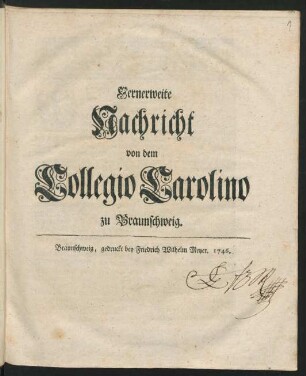 Fernerweite
Nachricht
von dem
Collegio Carolino
zu Braunschweig.
Braunschweig, gedruckt bey Friedrich Wilhelm Meyer. 1746.